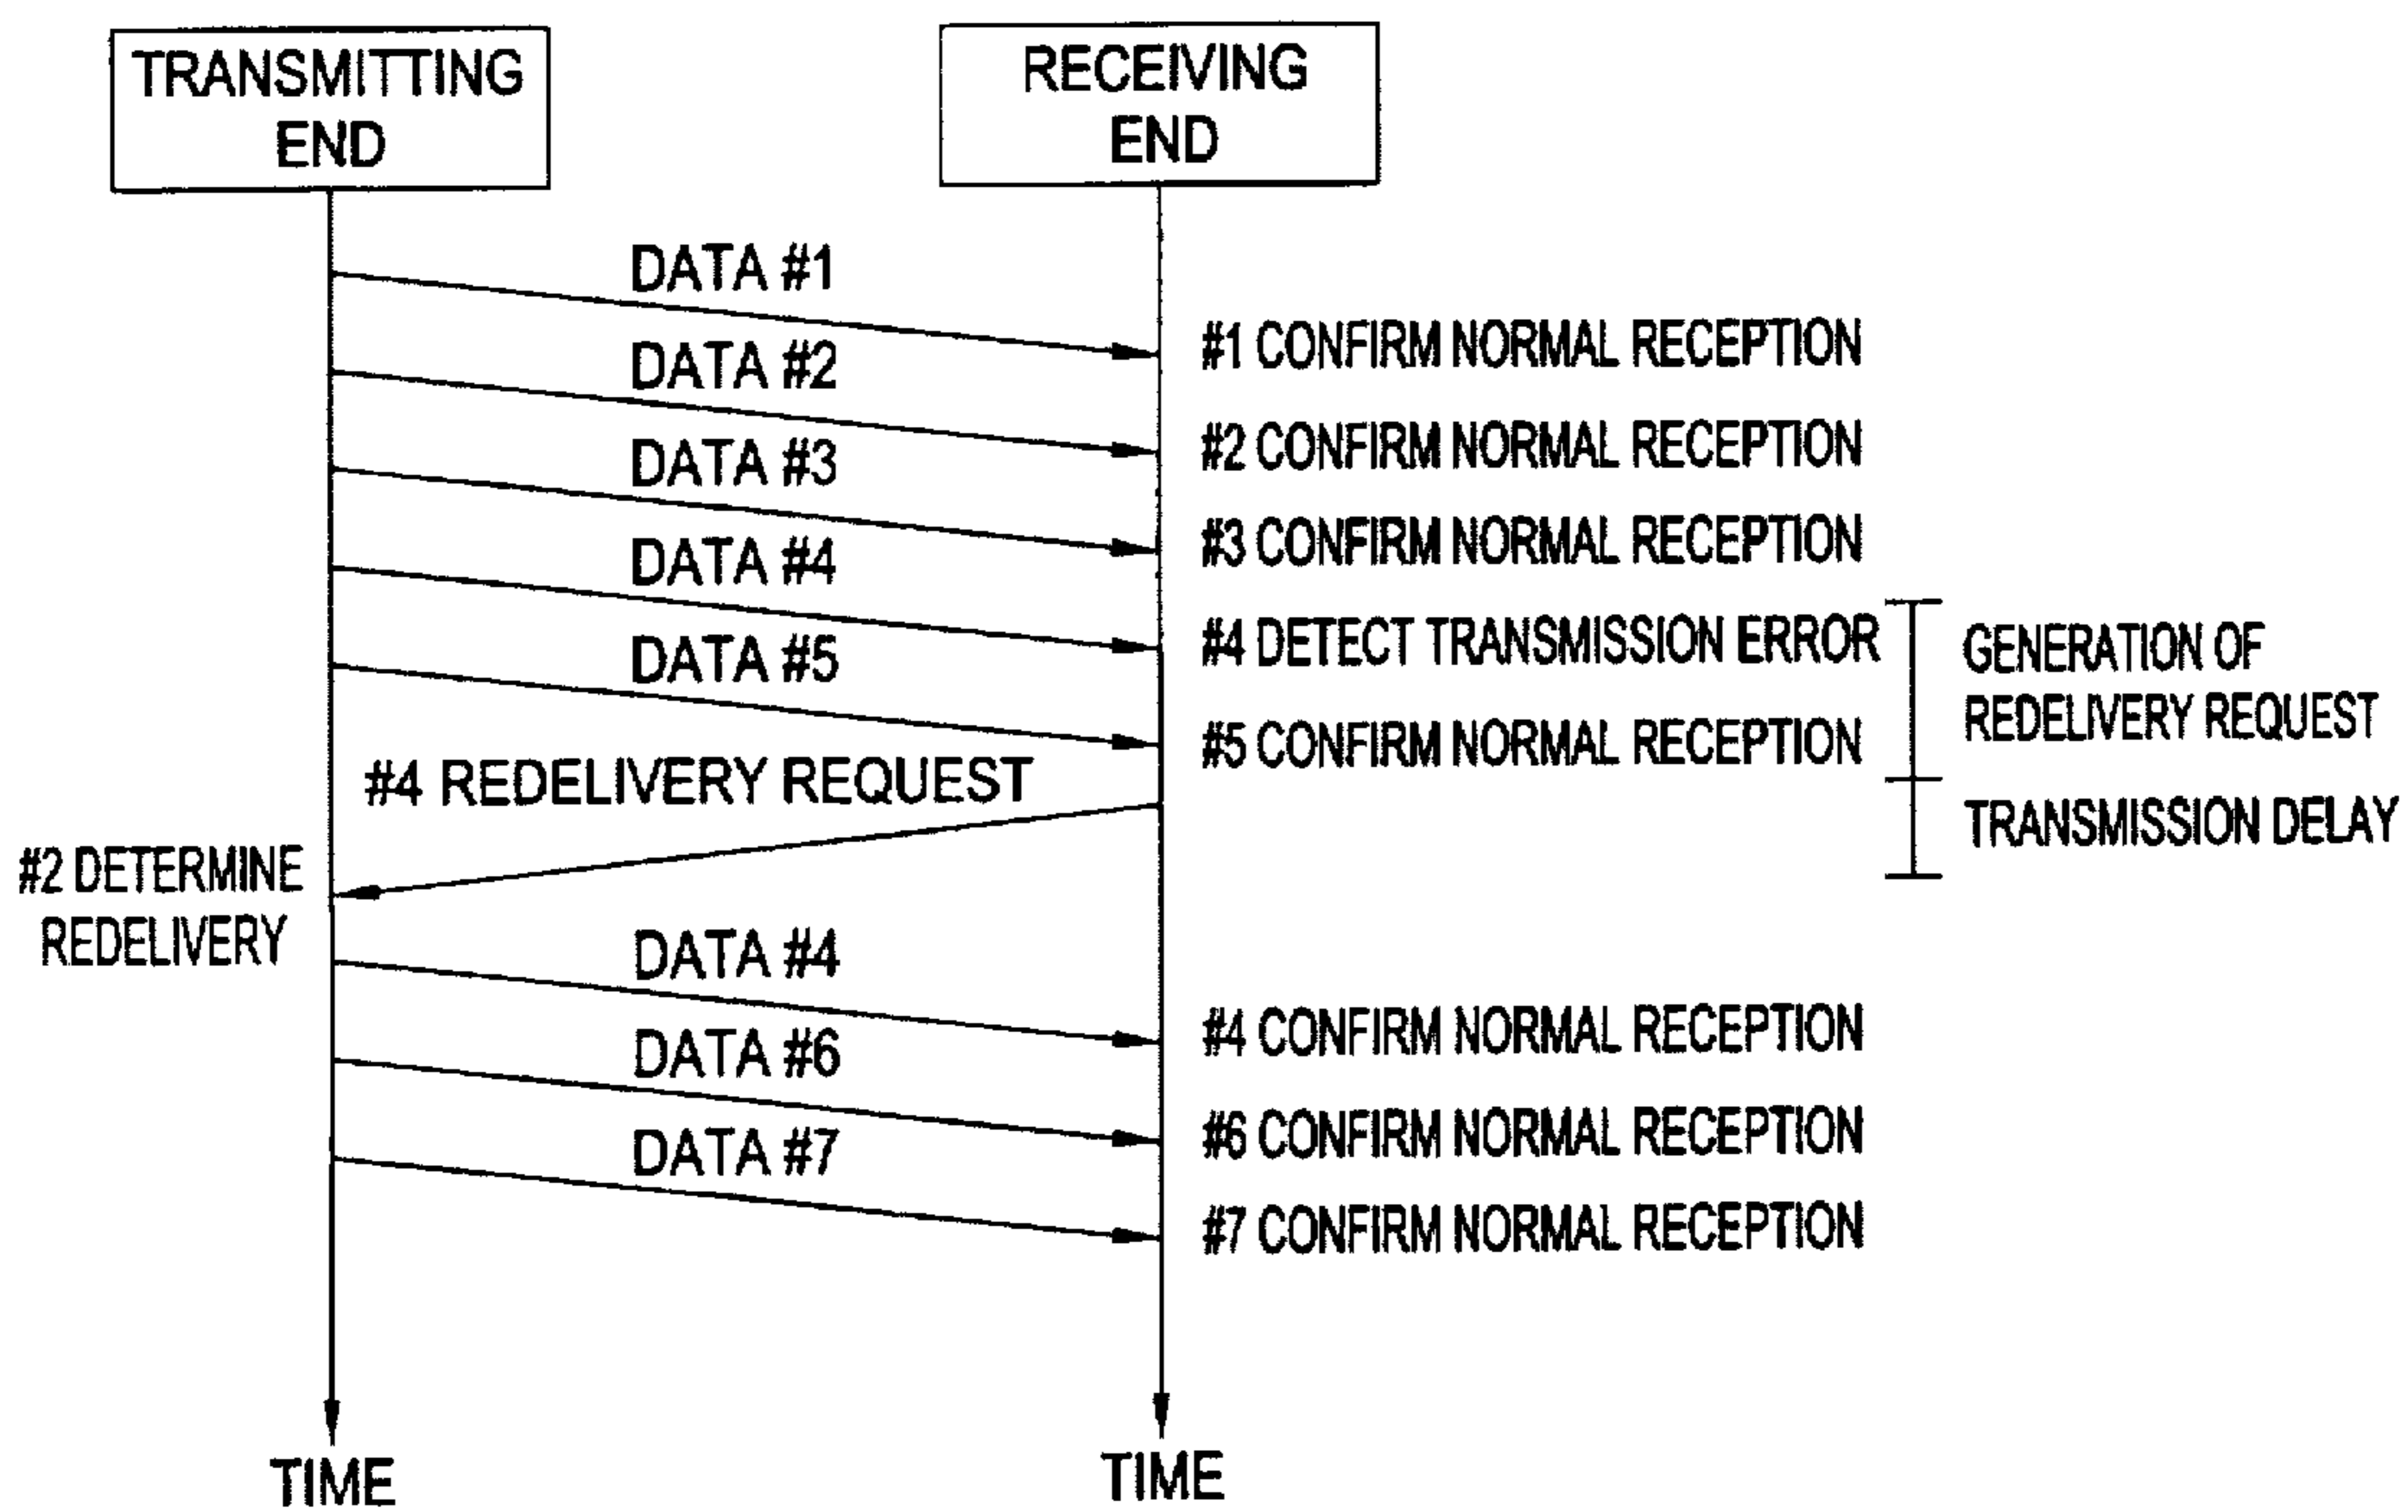 TRANSMITTING
END
RECEIVING
END
DATA #1
#1 CONFIRM NORMAL RECEPTION
DATA #2
#2 CONFIRM NORMAL RECEPTION
DATA #3
#3 CONFIRM NORMAL RECEPTION
DATA #4
#4 DETECT TRANSMISSION ERROR
GENERATION OF
REDELIVERY REQUEST
DATA #5
#5 CONFIRM NORMAL RECEPTION
#4 REDELIVERY REQUEST
TRANSMISSION DELAY
#2 DETERMINE
REDELIVERY
DATA #4
#4 CONFIRM NORMAL RECEPTION
DATA #6
#6 CONFIRM NORMAL RECEPTION
DATA #7
#7 CONFIRM NORMAL RECEPTION
TIME
TIME